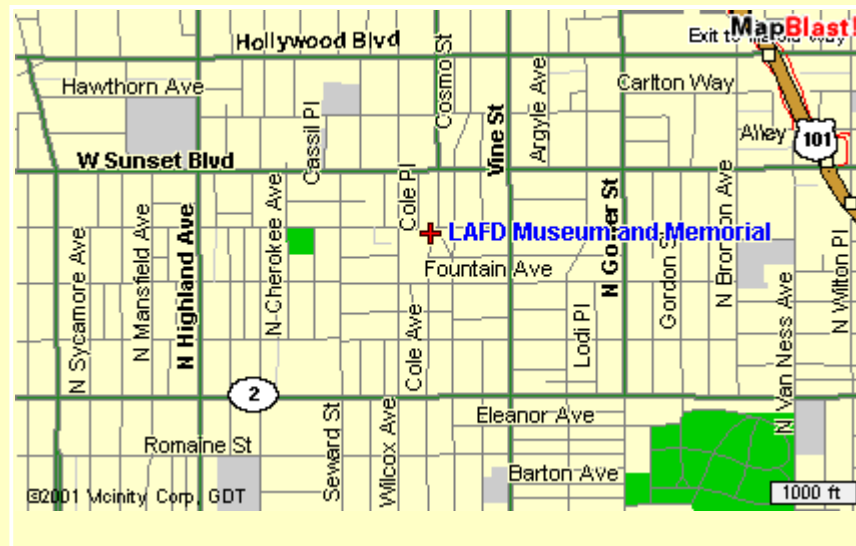 Hollywood Blvd
Cosmo St
Exit to
Way
MapBlast!
Hawthorn Ave
Cassil Pl
Vine St
Argyle Ave
Carlton Way
Alley
101
W Sunset Blvd
Cole Pl
LAFD Museum and Memorial
Fountain Ave
N Sycamore Ave
N Mansfield Ave
N Highland Ave
N Cherokee Ave
Cole Ave
Lodi Pl
N Gower St
Gordon St
N Bronson Ave
N Van Ness Ave
N Wilton Pl
2
Eleanor Ave
Romaine St
Seward St
Wilcox Ave
Barton Ave
©2001 Vicinity Corp, GDT
1000 ft